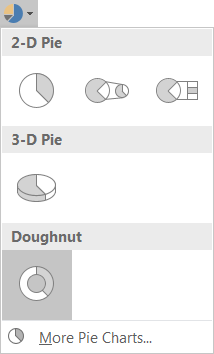 2-D Pie
3-D Pie
Doughnut
More Pie Charts...